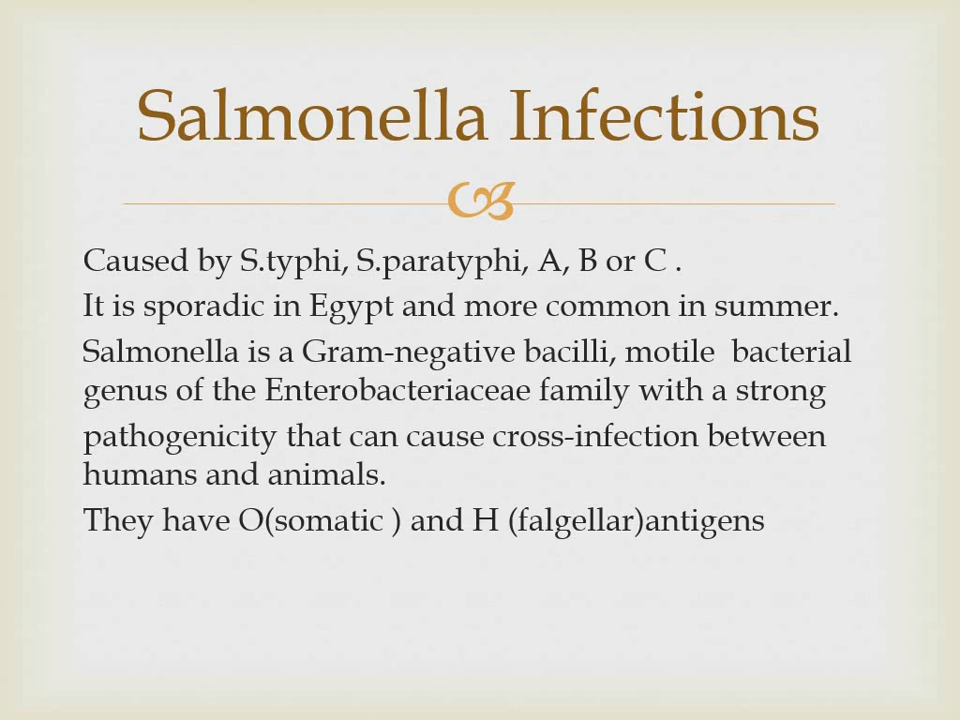 Salmonella Infections
Caused by S.typhi, S.paratyphi, A, B or C .
It is sporadic in Egypt and more common in summer.
Salmonella is a Gram-negative bacilli, motile  bacterial
genus of the Enterobacteriaceae family with a strong
pathogenicity that can cause cross-infection between
humans and animals.
They have O(somatic ) and H (falgellar)antigens